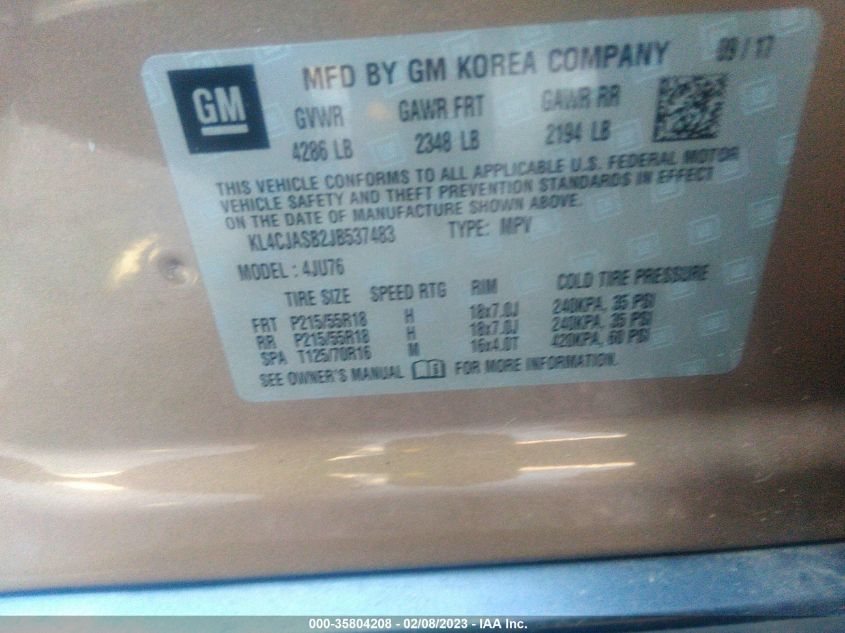 MFD BY GM KOREA COMPANY 09/17
GM
GVWR GAWR FRT GAWR RR
4286 LB 2348 LB 2194 LB
THIS VEHICLE CONFORMS TO ALL APPLICABLE U.S. FEDERAL MOTOR
VEHICLE SAFETY AND THEFT PREVENTION STANDARDS IN EFFECT
ON THE DATE OF MANUFACTURE SHOWN ABOVE.
KL4CJASB2JB537483 TYPE: MPV
MODEL : 4JU76
TIRE SIZE SPEED RTG RIM COLD TIRE PRESSURE
FRT P215/55R18 H 18x7.0J 240KPA, 35 PSI
RR P215/55R18 H 18x7.0J 240KPA, 35 PSI
SPA T125/70R16 M 16x4.0T 420KPA, 60 PSI
SEE OWNER'S MANUAL FOR MORE INFORMATION.
000-35804208 - 02/08/2023 - IAA Inc.